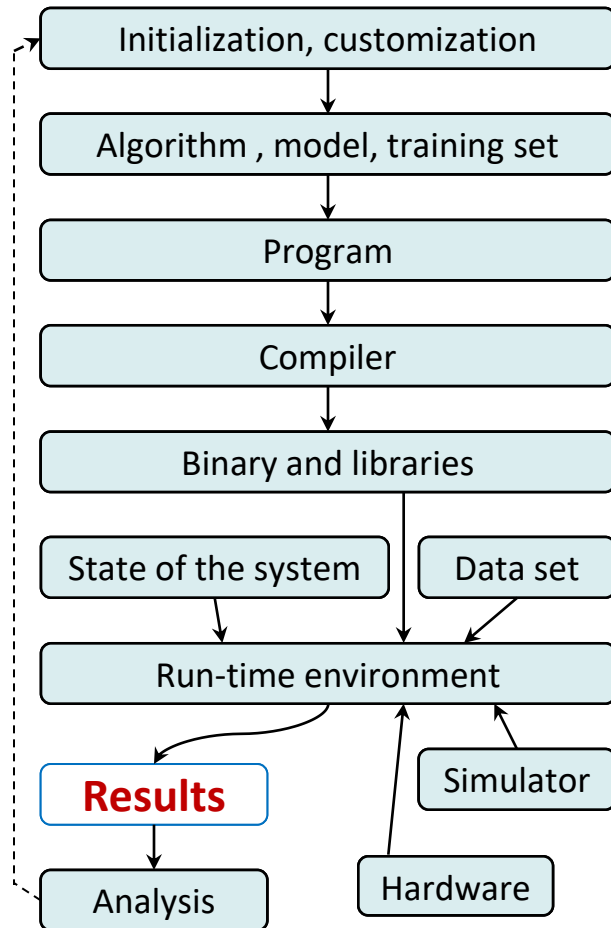 Initialization, customization
Algorithm , model, training set
Program
Compiler
Binary and libraries
State of the system
Data set
Run-time environment
Results
Simulator
Analysis
Hardware